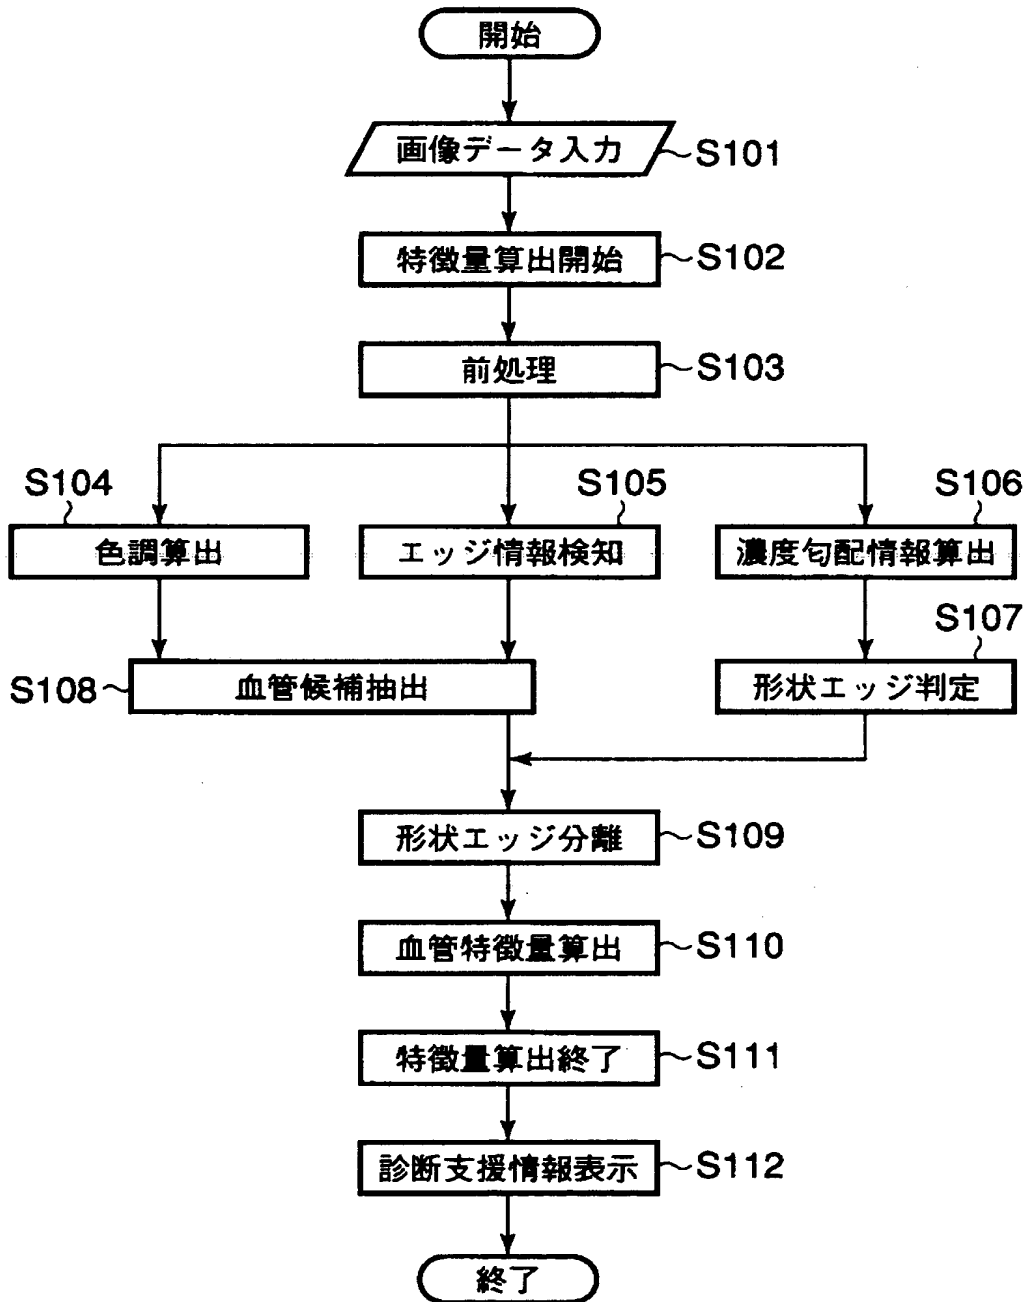 開始
画像データ入力
S101
特徴量算出開始
S102
前処理
S103
S104
S105
S106
色調算出
エッジ情報検知
濃度勾配情報算出
S107
S108
血管候補抽出
形状エッジ判定
形状エッジ分離
S109
血管特徴量算出
S110
特徴量算出終了
S111
診断支援情報表示
S112
終了